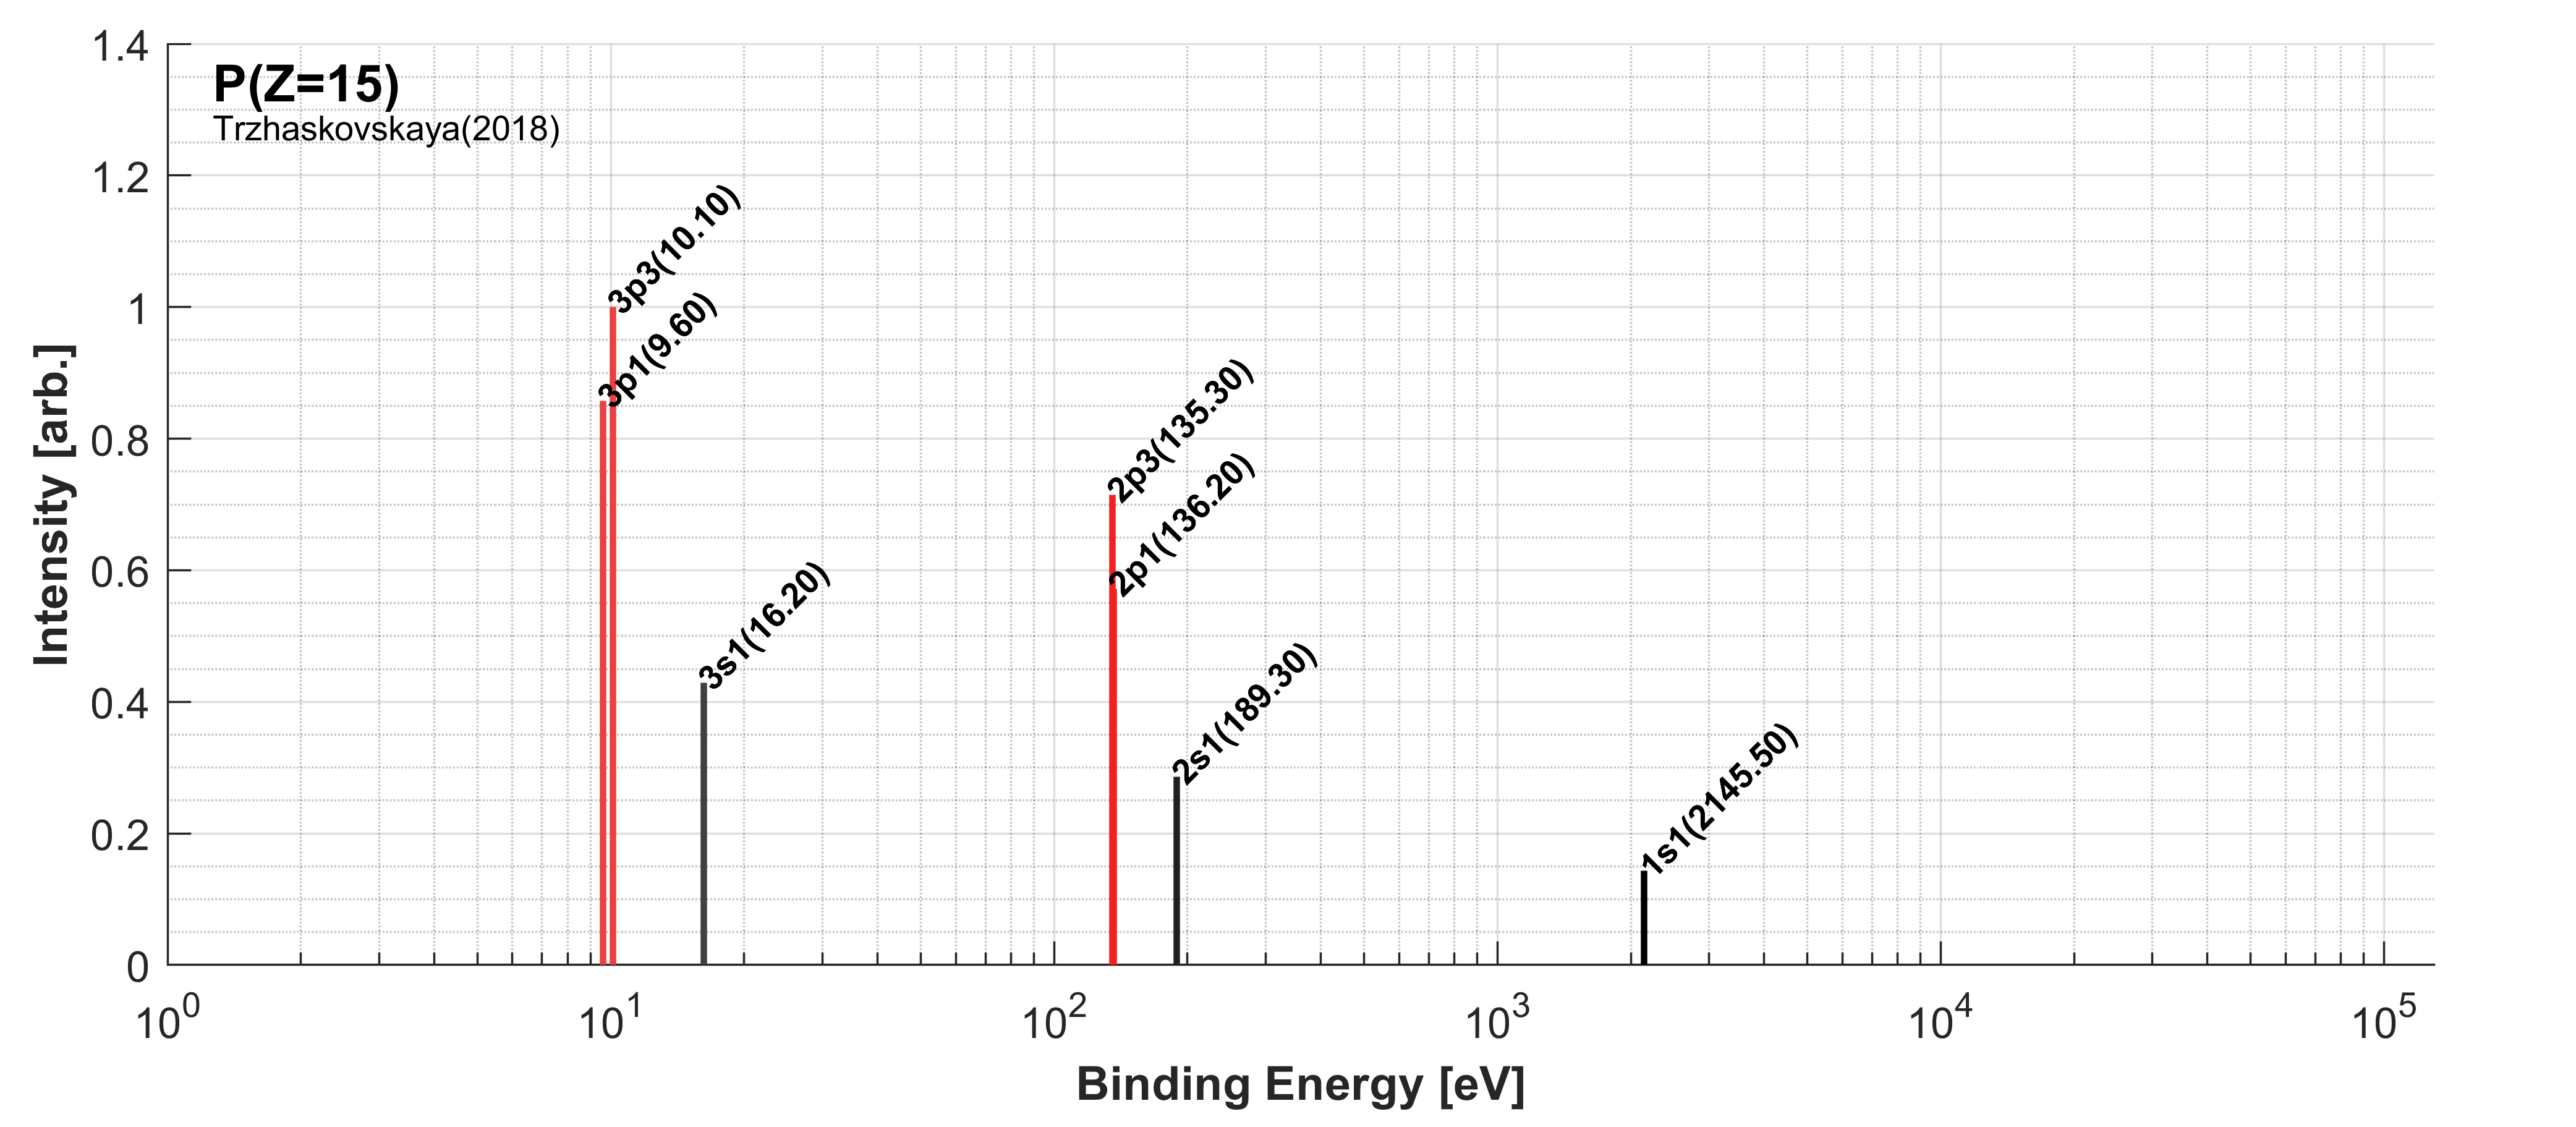 P(Z=15)
Trzhaskovskaya(2018)
1.4
1.2
1
0.8
0.6
0.4
0.2
0
Intensity [arb.]
3p3(10.10)
3p1(9.60)
3s1(16.20)
2p3(135.30)
2p1(136.20)
2s1(189.30)
1s1(2145.50)
10^0 10^1 10^2 10^3 10^4 10^5
Binding Energy [eV]